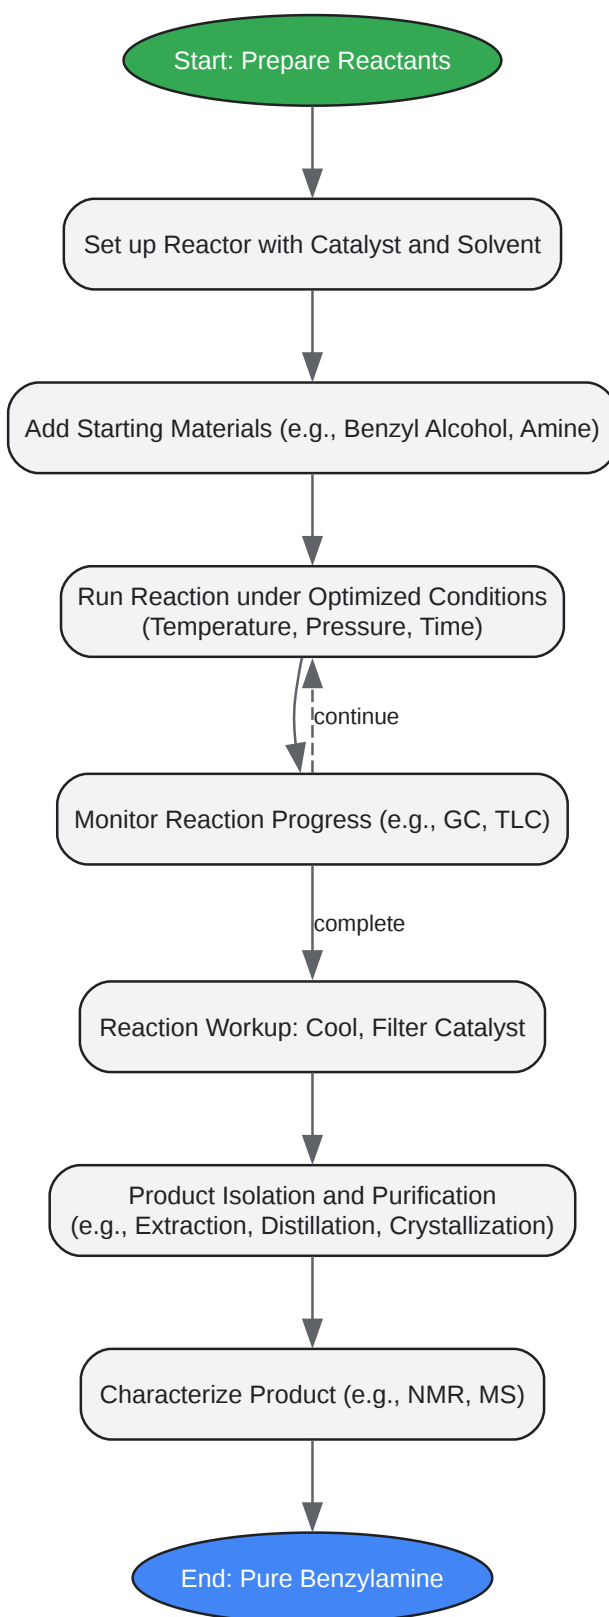 Start: Prepare Reactants
Set up Reactor with Catalyst and Solvent
Add Starting Materials (e.g., Benzyl Alcohol, Amine)
Run Reaction under Optimized Conditions
(Temperature, Pressure, Time)
continue
Monitor Reaction Progress (e.g., GC, TLC)
complete
Reaction Workup: Cool, Filter Catalyst
Product Isolation and Purification
(e.g., Extraction, Distillation, Crystallization)
Characterize Product (e.g., NMR, MS)
End: Pure Benzylamine